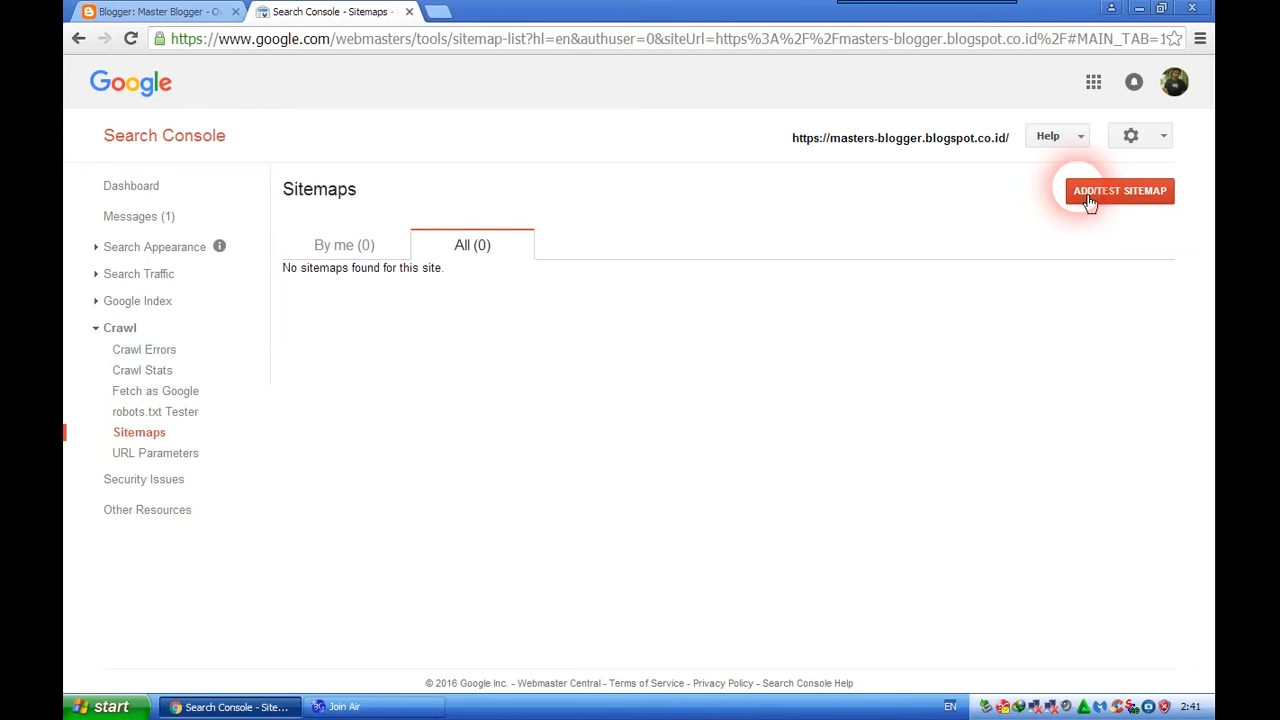 Blogger: Master Blogger - O
Search Console - Sitemaps -
https://www.google.com/webmasters/tools/sitemap-list?hl=en&authuser=0&siteUrl=https%3A%2F%2Fmasters-blogger.blogspot.co.id%2F#MAIN_TAB=1
Google
Search Console
https://masters-blogger.blogspot.co.id/
Help
Dashboard
Messages (1)
Search Appearance
Search Traffic
Google Index
Crawl
Crawl Errors
Crawl Stats
Fetch as Google
robots.txt Tester
Sitemaps
URL Parameters
Security Issues
Other Resources
Sitemaps
ADD/TEST SITEMAP
By me (0)
All (0)
No sitemaps found for this site.
© 2016 Google Inc. - Webmaster Central - Terms of Service - Privacy Policy - Search Console Help
start
Search Console - Site...
Join Air
EN
2:41